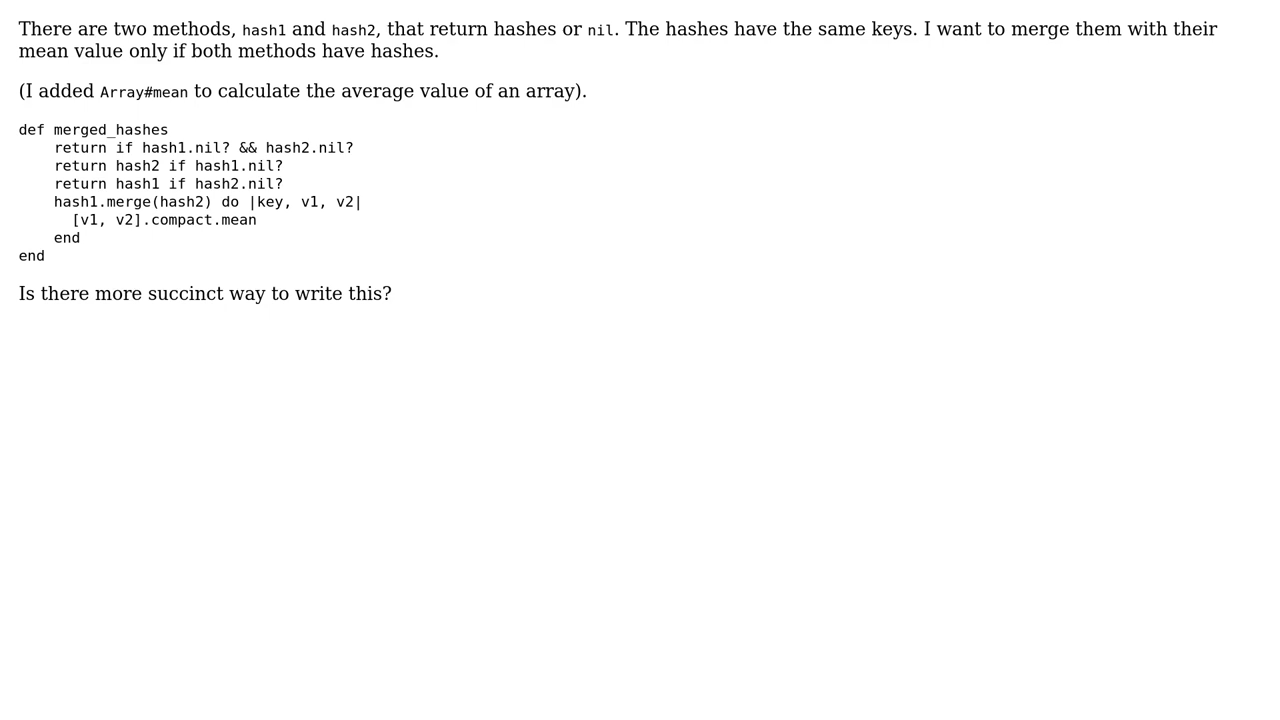 There are two methods, hash1 and hash2, that return hashes or nil. The hashes have the same keys. I want to merge them with their
mean value only if both methods have hashes.
(I added Array#mean to calculate the average value of an array).
def merged_hashes
    return if hash1.nil? && hash2.nil?
    return hash2 if hash1.nil?
    return hash1 if hash2.nil?
    hash1.merge(hash2) do |key, v1, v2|
      [v1, v2].compact.mean
    end
end
Is there more succinct way to write this?